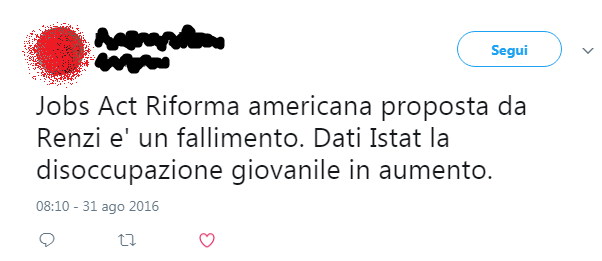 Segui
Jobs Act Riforma americana proposta da
Renzi e' un fallimento. Dati Istat la
disoccupazione giovanile in aumento.
08:10 - 31 ago 2016